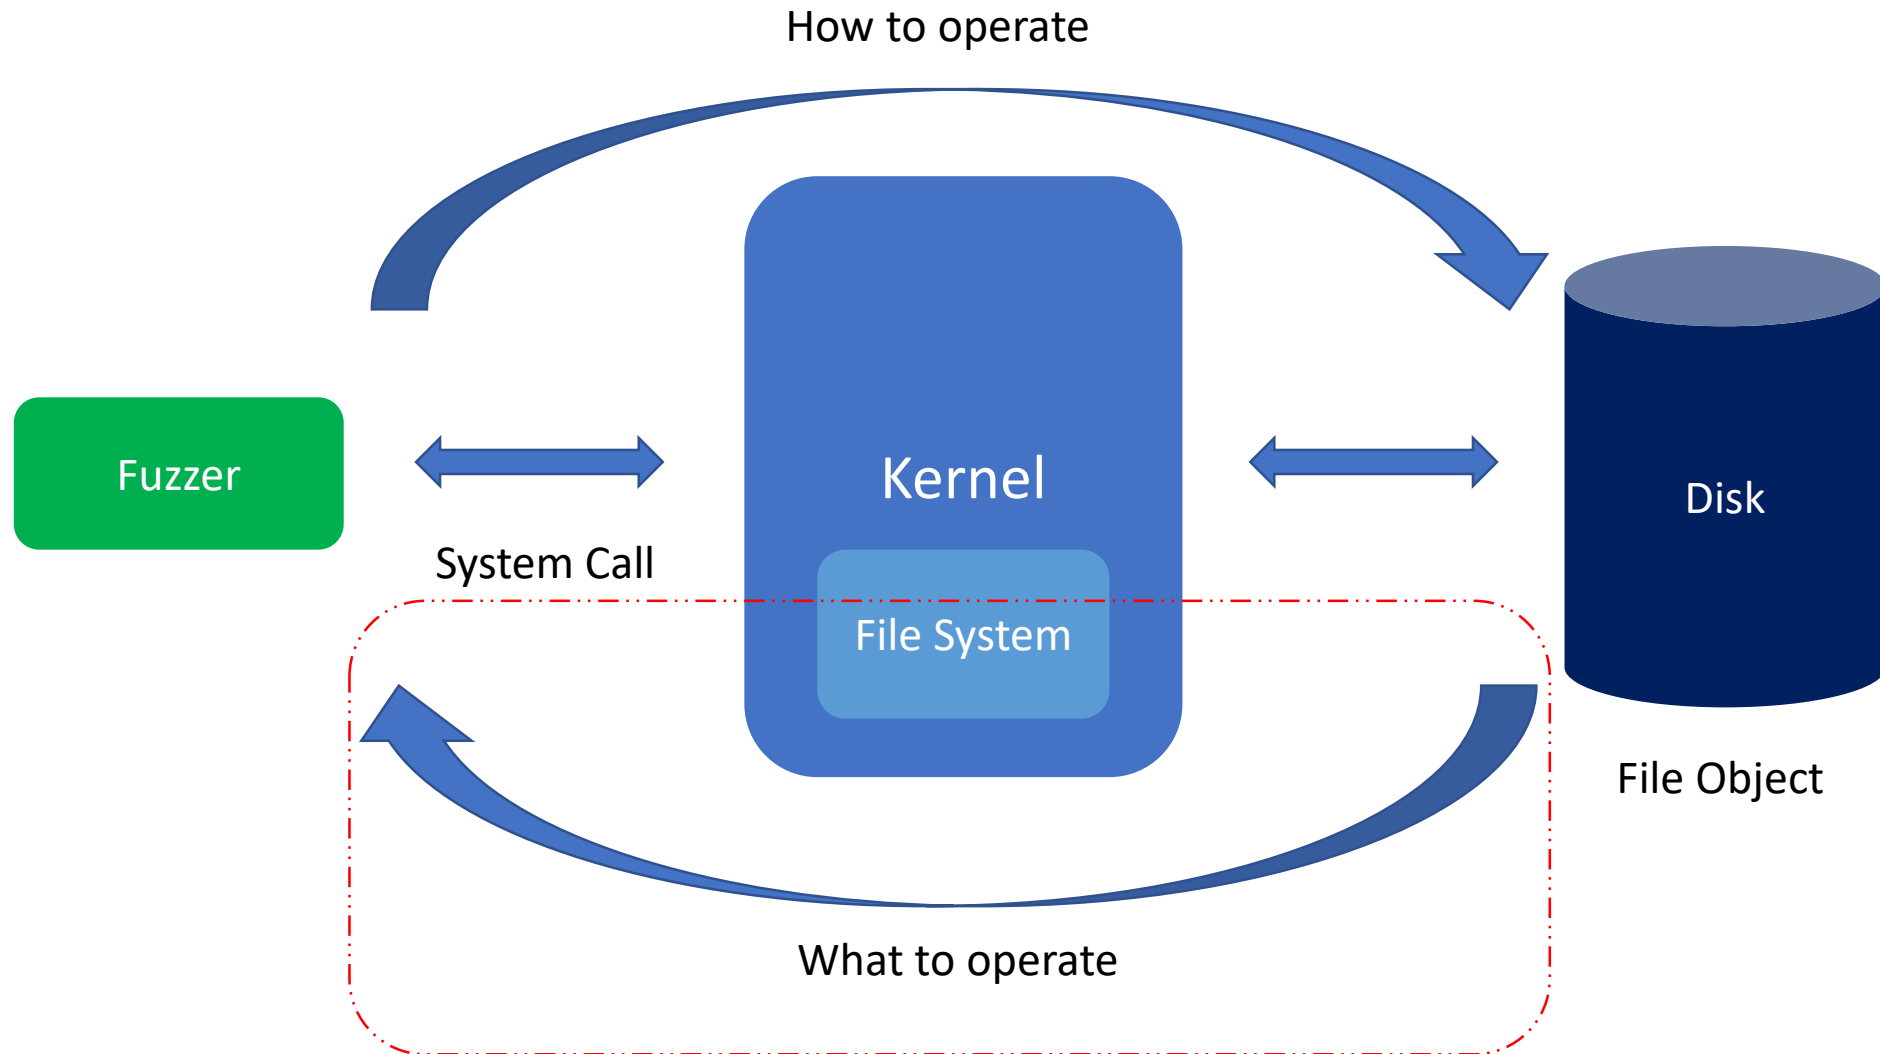 How to operate
Fuzzer
Kernel
Disk
System Call
File System
File Object
What to operate